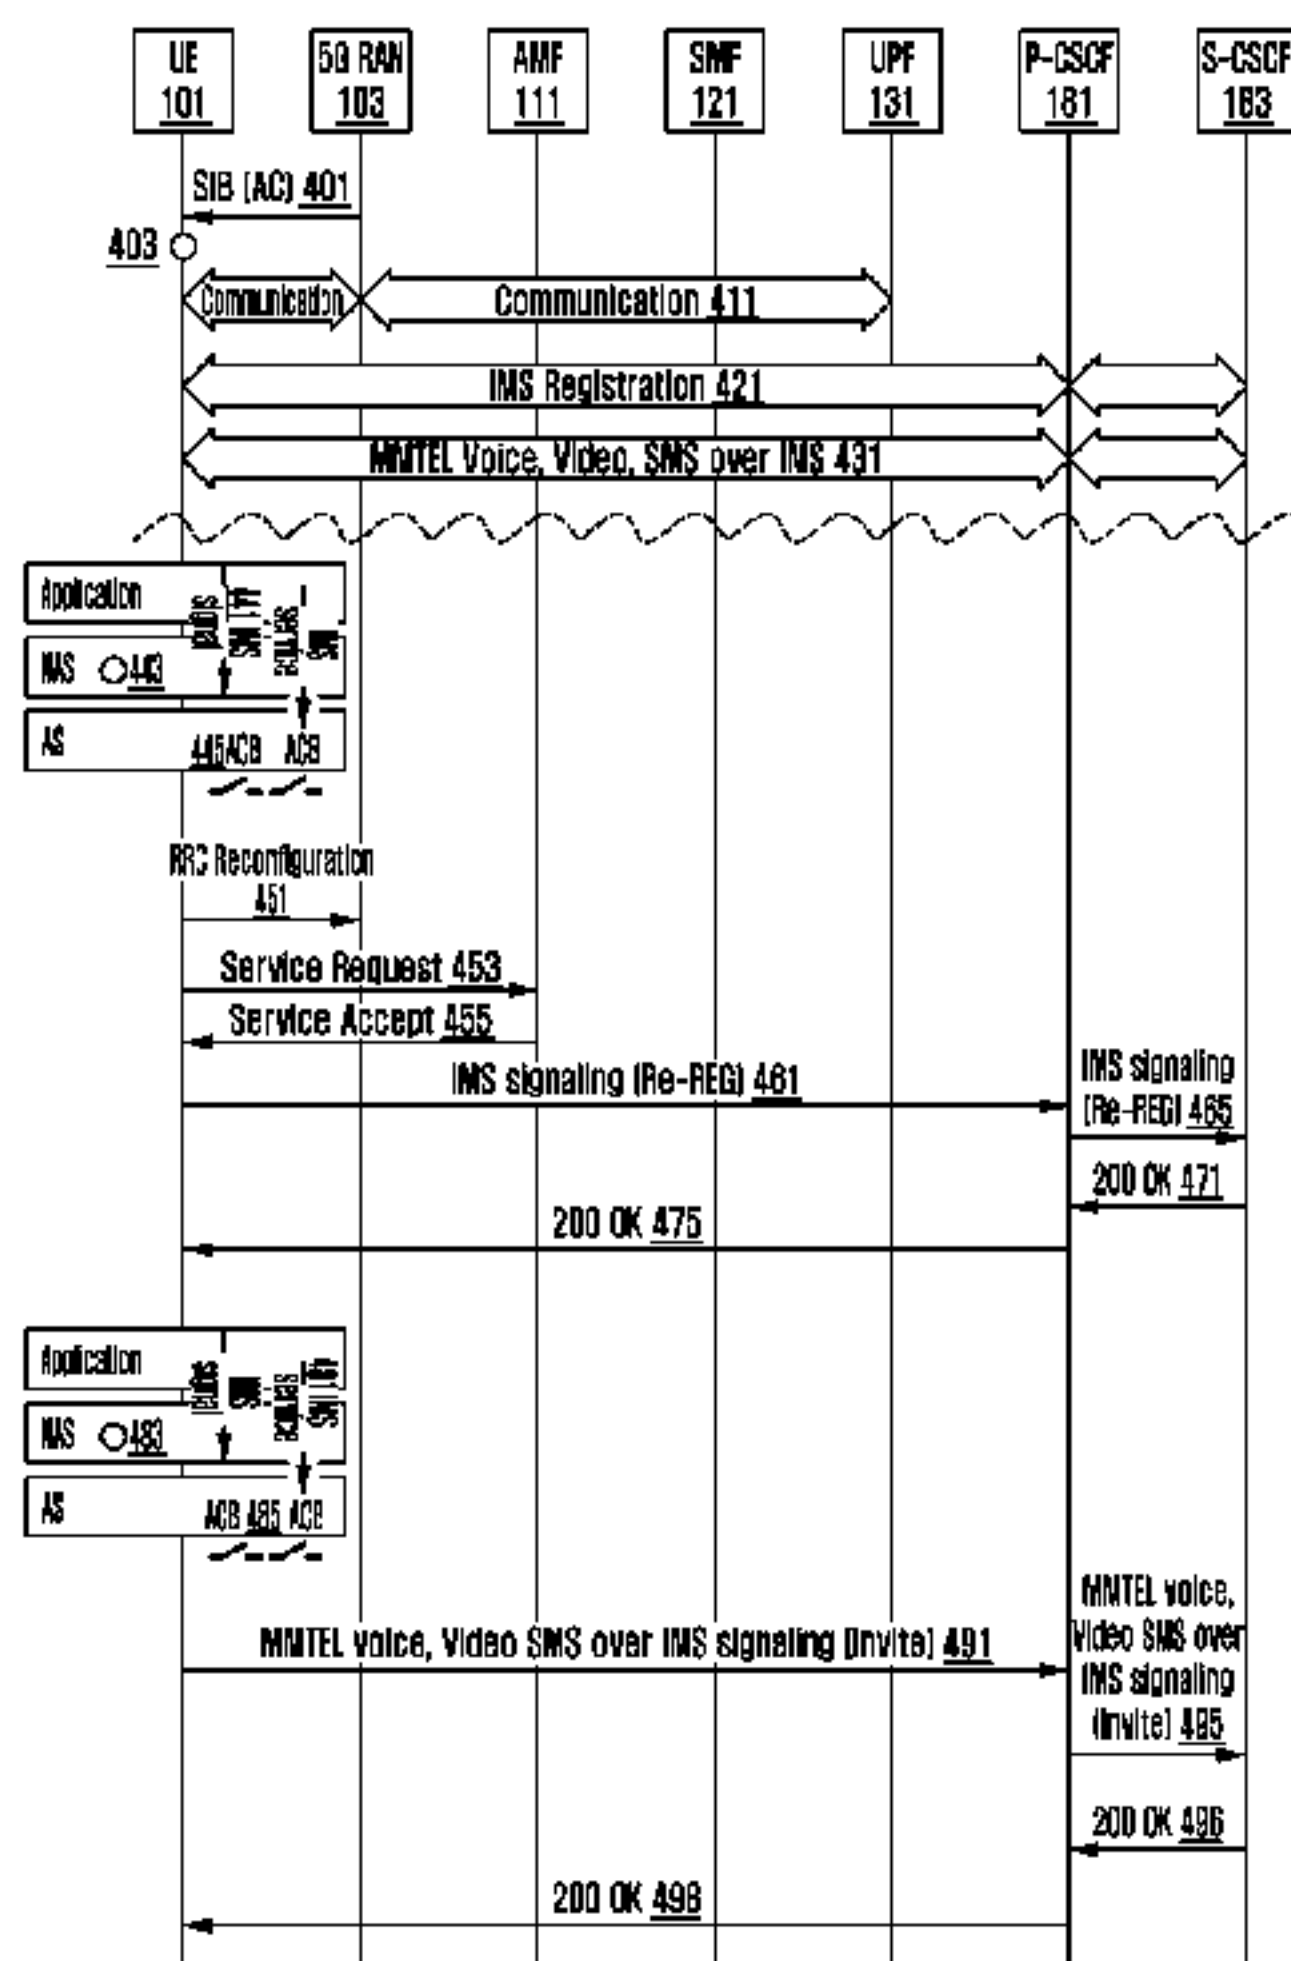 UE
101
5G RAN
103
AMF
111
SMF
121
UPF
131
P-CSCF
181
S-CSCF
183
SIB (AC) 401
403
Communication
Communication 411
IMS Registration 421
MMTEL Voice, Video, SMS over IMS 431
Application
NAS 443
AS
445 ACB ACB
RRC Reconfiguration
451
Service Request 453
Service Accept 455
IMS signaling (Re-REG) 461
IMS signaling
(Re-REG) 465
200 OK 471
200 OK 475
Application
NAS 483
AS
ACB 485 ACB
MMTEL voice, Video SMS over IMS signaling (Invite) 491
MMTEL voice,
Video SMS over
IMS signaling
(Invite) 495
200 OK 496
200 OK 498